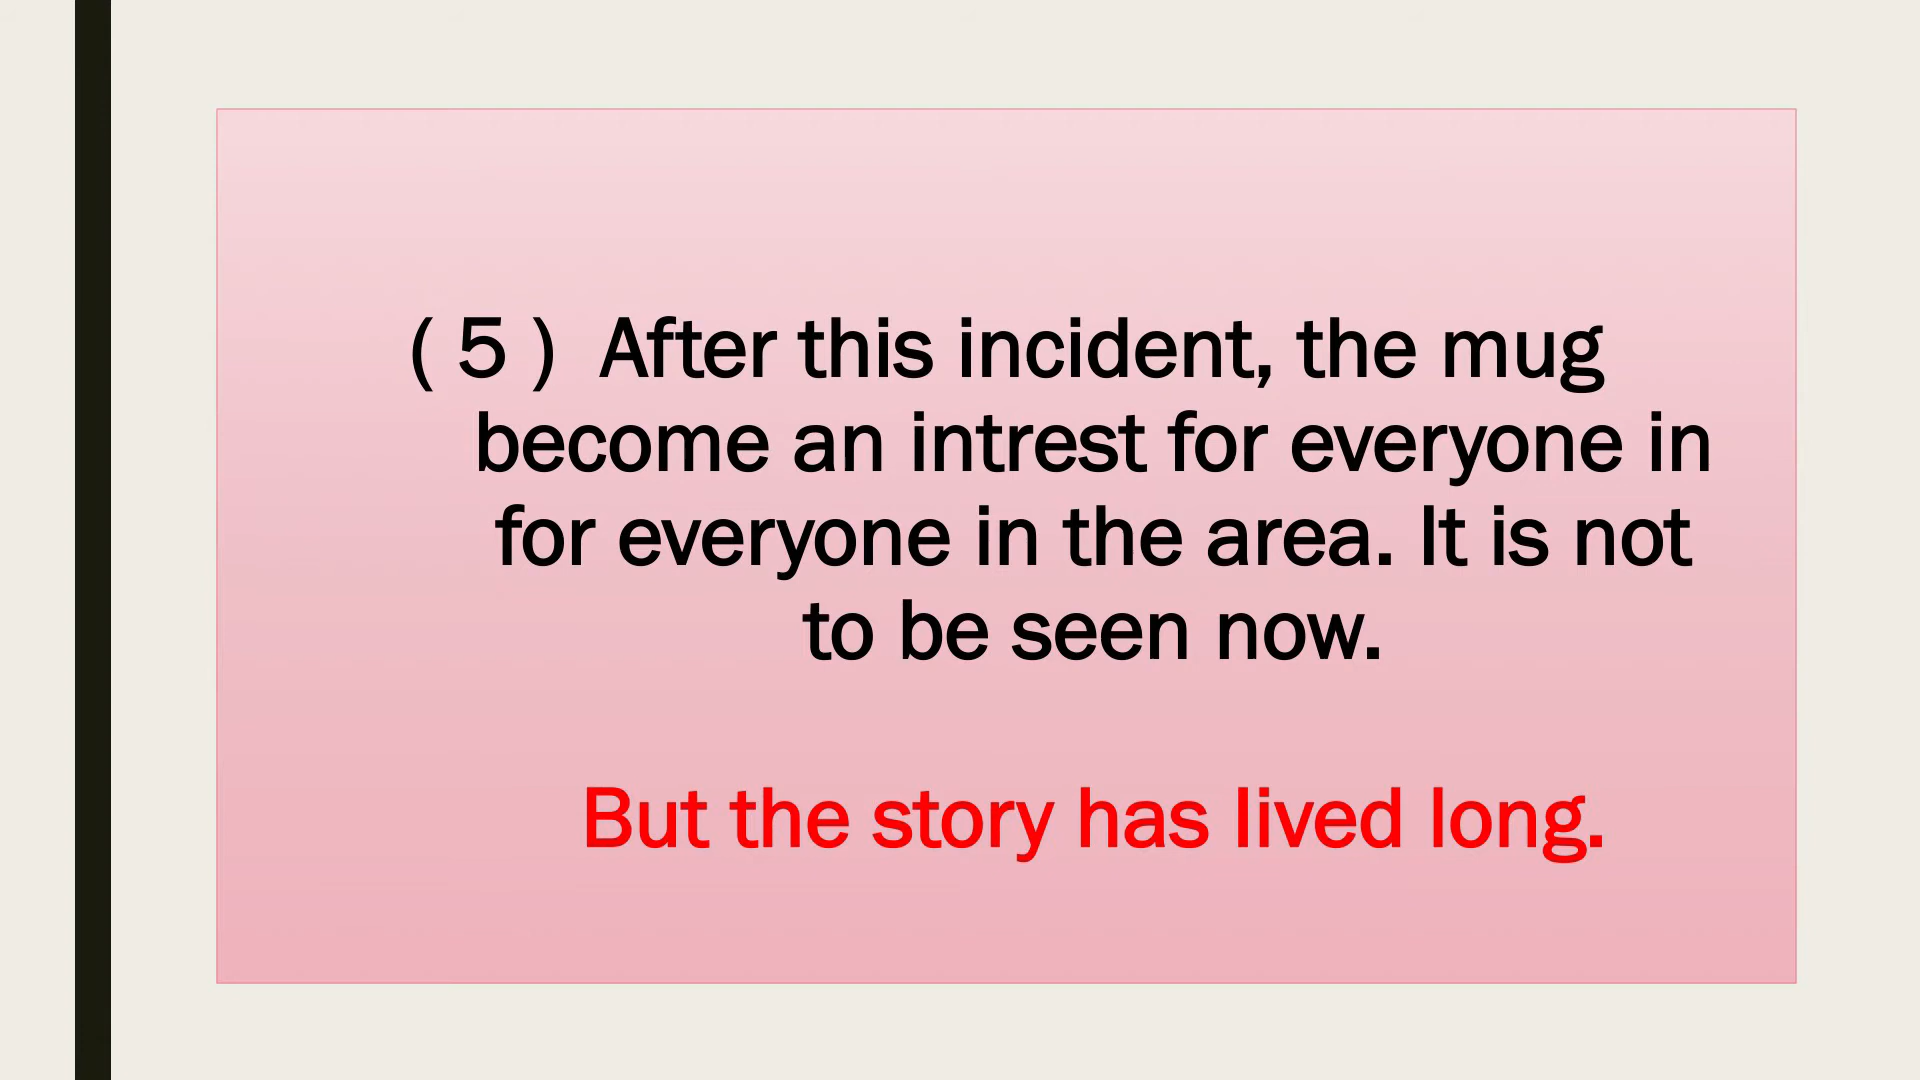 ( 5 ) After this incident, the mug
become an intrest for everyone in
for everyone in the area. It is not
to be seen now.
But the story has lived long.